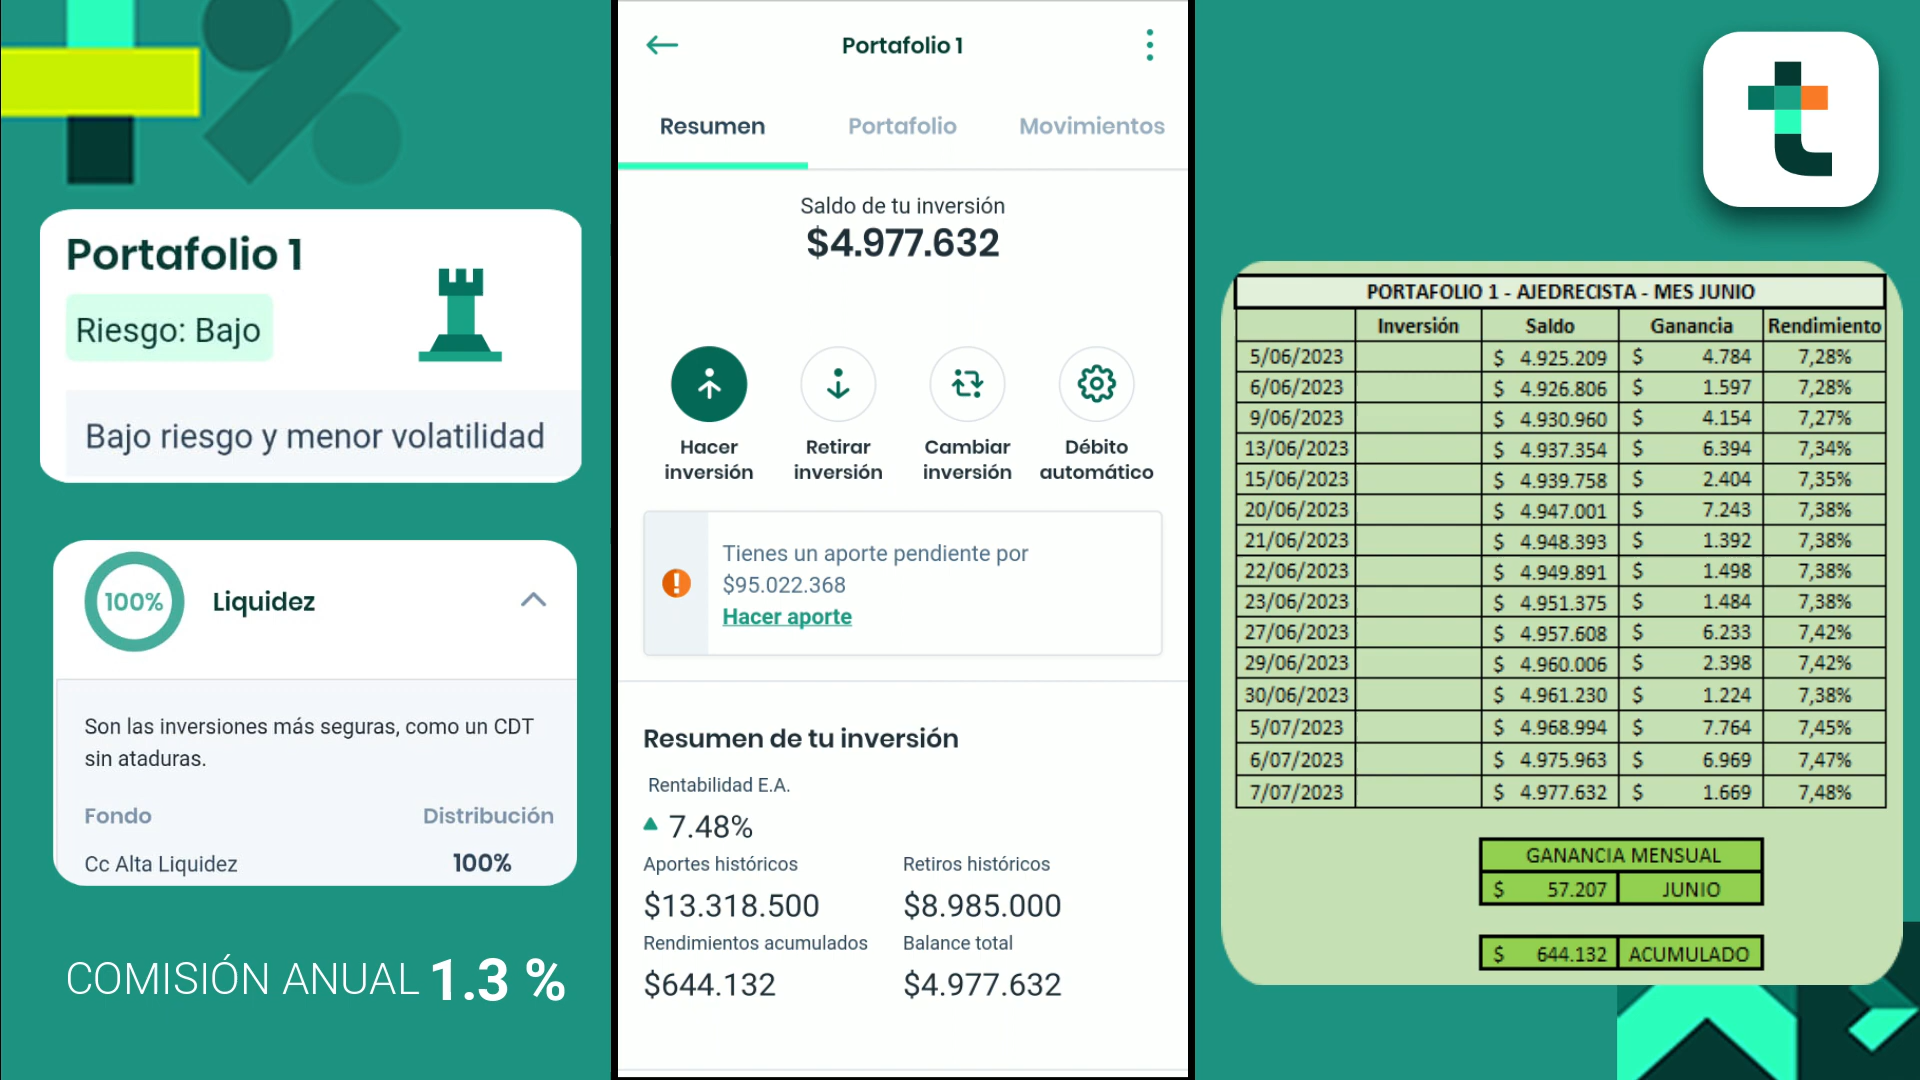 Portafolio 1
Riesgo: Bajo
Bajo riesgo y menor volatilidad
100%
Liquidez
Son las inversiones más seguras, como un CDT
sin ataduras.
Fondo Distribución
Cc Alta Liquidez 100%
COMISIÓN ANUAL 1.3 %
Portafolio 1
Resumen Portafolio Movimientos
Saldo de tu inversión
$4.977.632
Hacer inversión
Retirar inversión
Cambiar inversión
Débito automático
Tienes un aporte pendiente por
$95.022.368
Hacer aporte
Resumen de tu inversión
Rentabilidad E.A.
7.48%
Aportes históricos Retiros históricos
$13.318.500 $8.985.000
Rendimientos acumulados Balance total
$644.132 $4.977.632
t
PORTAFOLIO 1 - AJEDRECISTA - MES JUNIO
Inversión Saldo Ganancia Rendimiento
5/06/2023 $ 4.925.209 $ 4.784 7,28%
6/06/2023 $ 4.926.806 $ 1.597 7,28%
9/06/2023 $ 4.930.960 $ 4.154 7,27%
13/06/2023 $ 4.937.354 $ 6.394 7,34%
15/06/2023 $ 4.939.758 $ 2.404 7,35%
20/06/2023 $ 4.947.001 $ 7.243 7,38%
21/06/2023 $ 4.948.393 $ 1.392 7,38%
22/06/2023 $ 4.949.891 $ 1.498 7,38%
23/06/2023 $ 4.951.375 $ 1.484 7,38%
27/06/2023 $ 4.957.608 $ 6.233 7,42%
29/06/2023 $ 4.960.006 $ 2.398 7,42%
30/06/2023 $ 4.961.230 $ 1.224 7,38%
5/07/2023 $ 4.968.994 $ 7.764 7,45%
6/07/2023 $ 4.975.963 $ 6.969 7,47%
7/07/2023 $ 4.977.632 $ 1.669 7,48%
GANANCIA MENSUAL
$ 57.207 JUNIO
$ 644.132 ACUMULADO